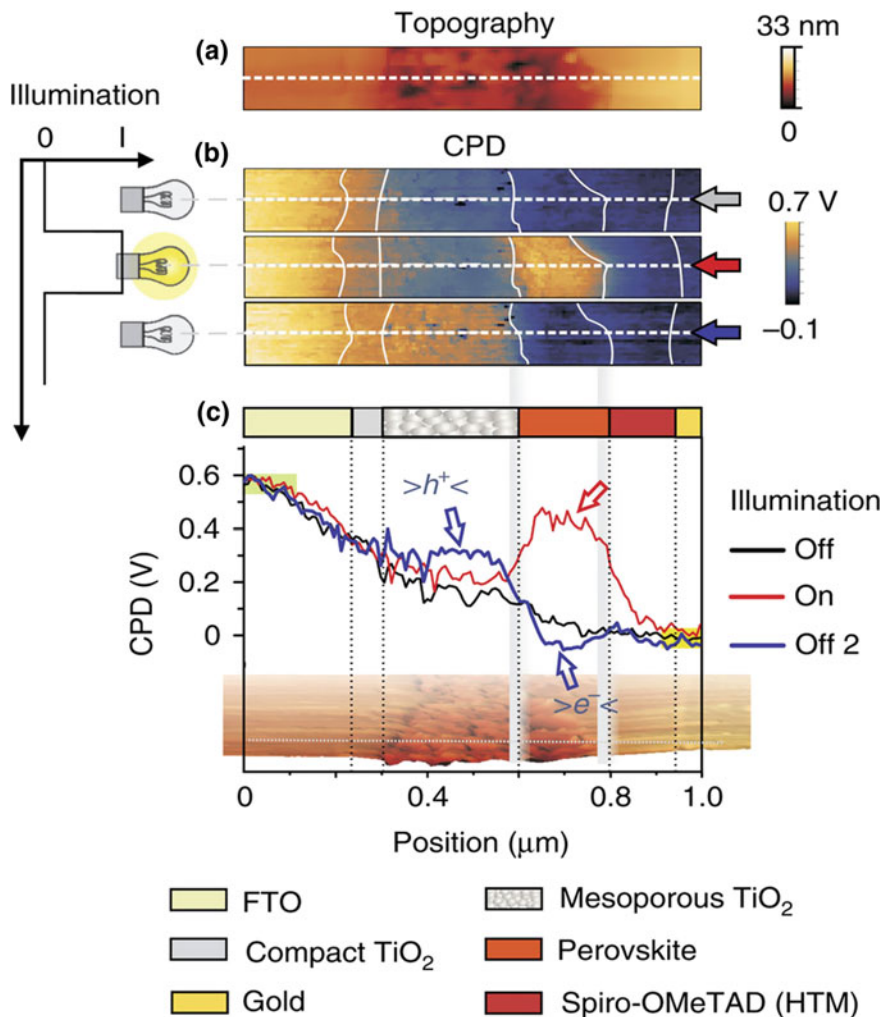 Topography
33 nm
(a)
0
Illumination
0 I
(b)
CPD
0.7 V
−0.1
(c)
0.6
0.4
0.2
0
CPD (V)
>h⁺<
>e⁻<
Illumination
Off
On
Off 2
0 0.4 0.6 0.8 1.0
Position (μm)
FTO
Mesoporous TiO₂
Compact TiO₂
Perovskite
Gold
Spiro-OMeTAD (HTM)